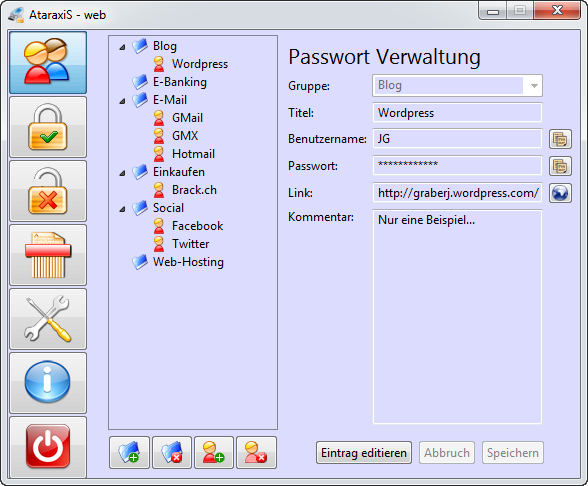 AtaraxiS - web
Blog
Wordpress
E-Banking
E-Mail
GMail
GMX
Hotmail
Einkaufen
Brack.ch
Social
Facebook
Twitter
Web-Hosting
Passwort Verwaltung
Gruppe: Blog
Titel: Wordpress
Benutzername: JG
Passwort: ************
Link: http://graberj.wordpress.com/
Kommentar: Nur eine Beispiel...
Eintrag editieren Abbruch Speichern